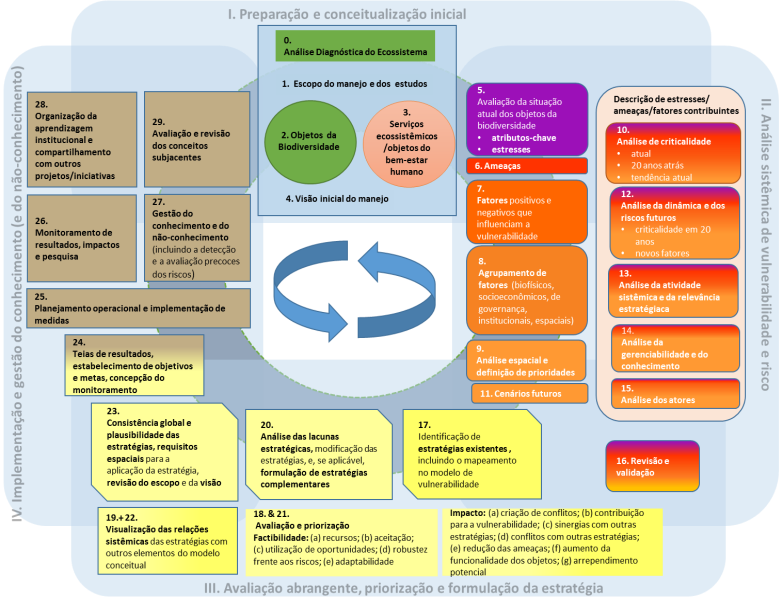 I. Preparação e conceitualização inicial
0.
Análise Diagnóstica do Ecossistema
1. Escopo do manejo e dos estudos
2. Objetos da
Biodiversidade
3.
Serviços
ecossistêmicos
/objetos do
bem-estar
humano
4. Visão inicial do manejo
II. Análise sistêmica de vulnerabilidade e risco
5.
Avaliação da situação
atual dos objetos da
biodiversidade
• atributos-chave
• estresses
6. Ameaças
7.
Fatores positivos e
negativos que
influenciam a
vulnerabilidade
8.
Agrupamento de
fatores (biofísicos,
socioeconômicos, de
governança,
institucionais, espaciais)
9.
Análise espacial e
definição de prioridades
11. Cenários futuros
Descrição de estresses/
ameaças/fatores contribuintes
10.
Análise de criticalidade
• atual
• 20 anos atrás
• tendência atual
12.
Análise da dinâmica e dos
riscos futuros
• criticalidade em 20
anos
• novos fatores
13.
Análise da atividade
sistêmica e da relevância
estratégiaca
14.
Análise da
gerenciabilidade e do
conhecimento
15.
Análise dos atores
16. Revisão e
validação
17.
Identificação de
estratégias existentes ,
incluindo o mapeamento
no modelo de
vulnerabilidade
20.
Análise das lacunas
estratégicas, modificação das
estratégias, e, se aplicável,
formulação de estratégias
complementares
23.
Consistência global e
plausibilidade das
estratégias, requisitos
espaciais para a
aplicação da estratégia,
revisão do escopo e da visão
19.+ 22.
Visualização das relações
sistêmicas das estratégias com
outros elementos do modelo
conceitual
18. & 21.
Avaliação e priorização
Factibilidade: (a) recursos; (b) aceitação;
(c) utilização de oportunidades; (d) robustez
frente aos riscos; (e) adaptabilidade
Impacto: (a) criação de conflitos; (b) contribuição
para a vulnerabilidade; (c) sinergias com outras
estratégias; (d) conflitos com outras estratégias;
(e) redução das ameaças; (f) aumento da
funcionalidade dos objetos; (g) arrependimento
potencial
III. Avaliação abrangente, priorização e formulação da estratégia
IV. Implementação e gestão do conhecimento (e do não-conhecimento)
24.
Teias de resultados,
estabelecimento de objetivos
e metas, concepção do
monitoramento
25.
Planejamento operacional e implementação de
medidas
26.
Monitoramento de
resultados, impactos
e pesquisa
27.
Gestão do
conhecimento e do
não-conhecimento
(incluindo a detecção
e a avaliação precoces
dos riscos)
28.
Organização da
aprendizagem
institucional e
compartilhamento
com outros
projetos/iniciativas
29.
Avaliação e revisão
dos conceitos
subjacentes